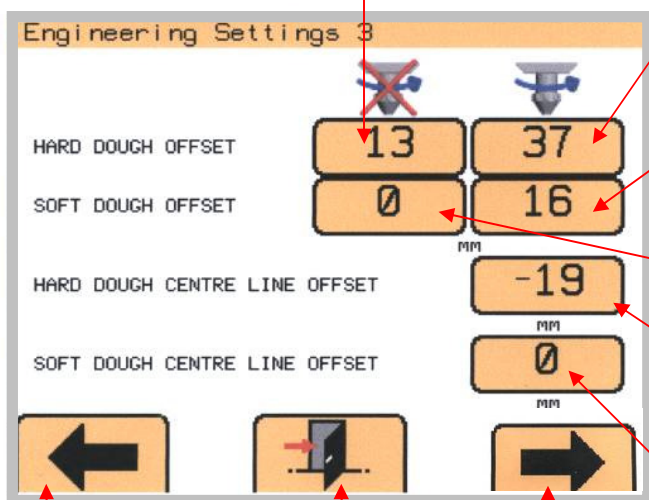 Engineering Settings 3
HARD DOUGH OFFSET 13 37
SOFT DOUGH OFFSET 0 16
MM
HARD DOUGH CENTRE LINE OFFSET -19
MM
SOFT DOUGH CENTRE LINE OFFSET 0
MM